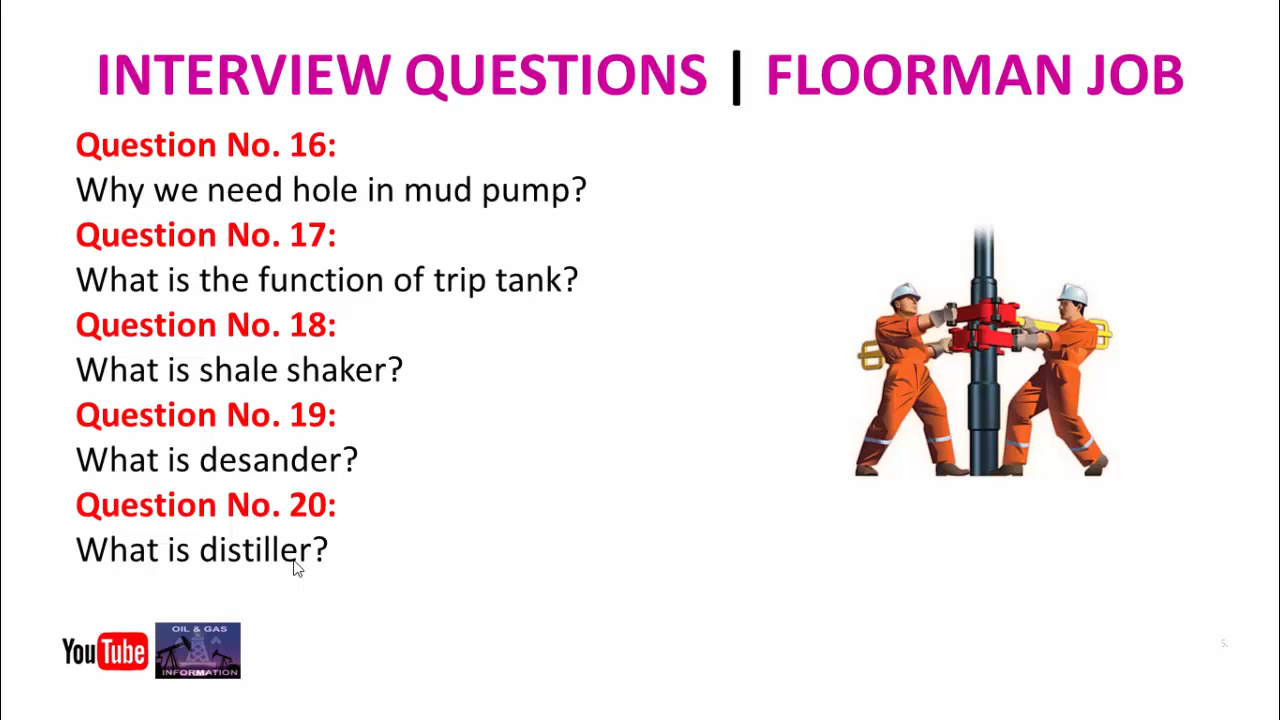 INTERVIEW QUESTIONS | FLOORMAN JOB
Question No. 16:
Why we need hole in mud pump?
Question No. 17:
What is the function of trip tank?
Question No. 18:
What is shale shaker?
Question No. 19:
What is desander?
Question No. 20:
What is distiller?
YouTube
OIL & GAS
INFORMATION
5.